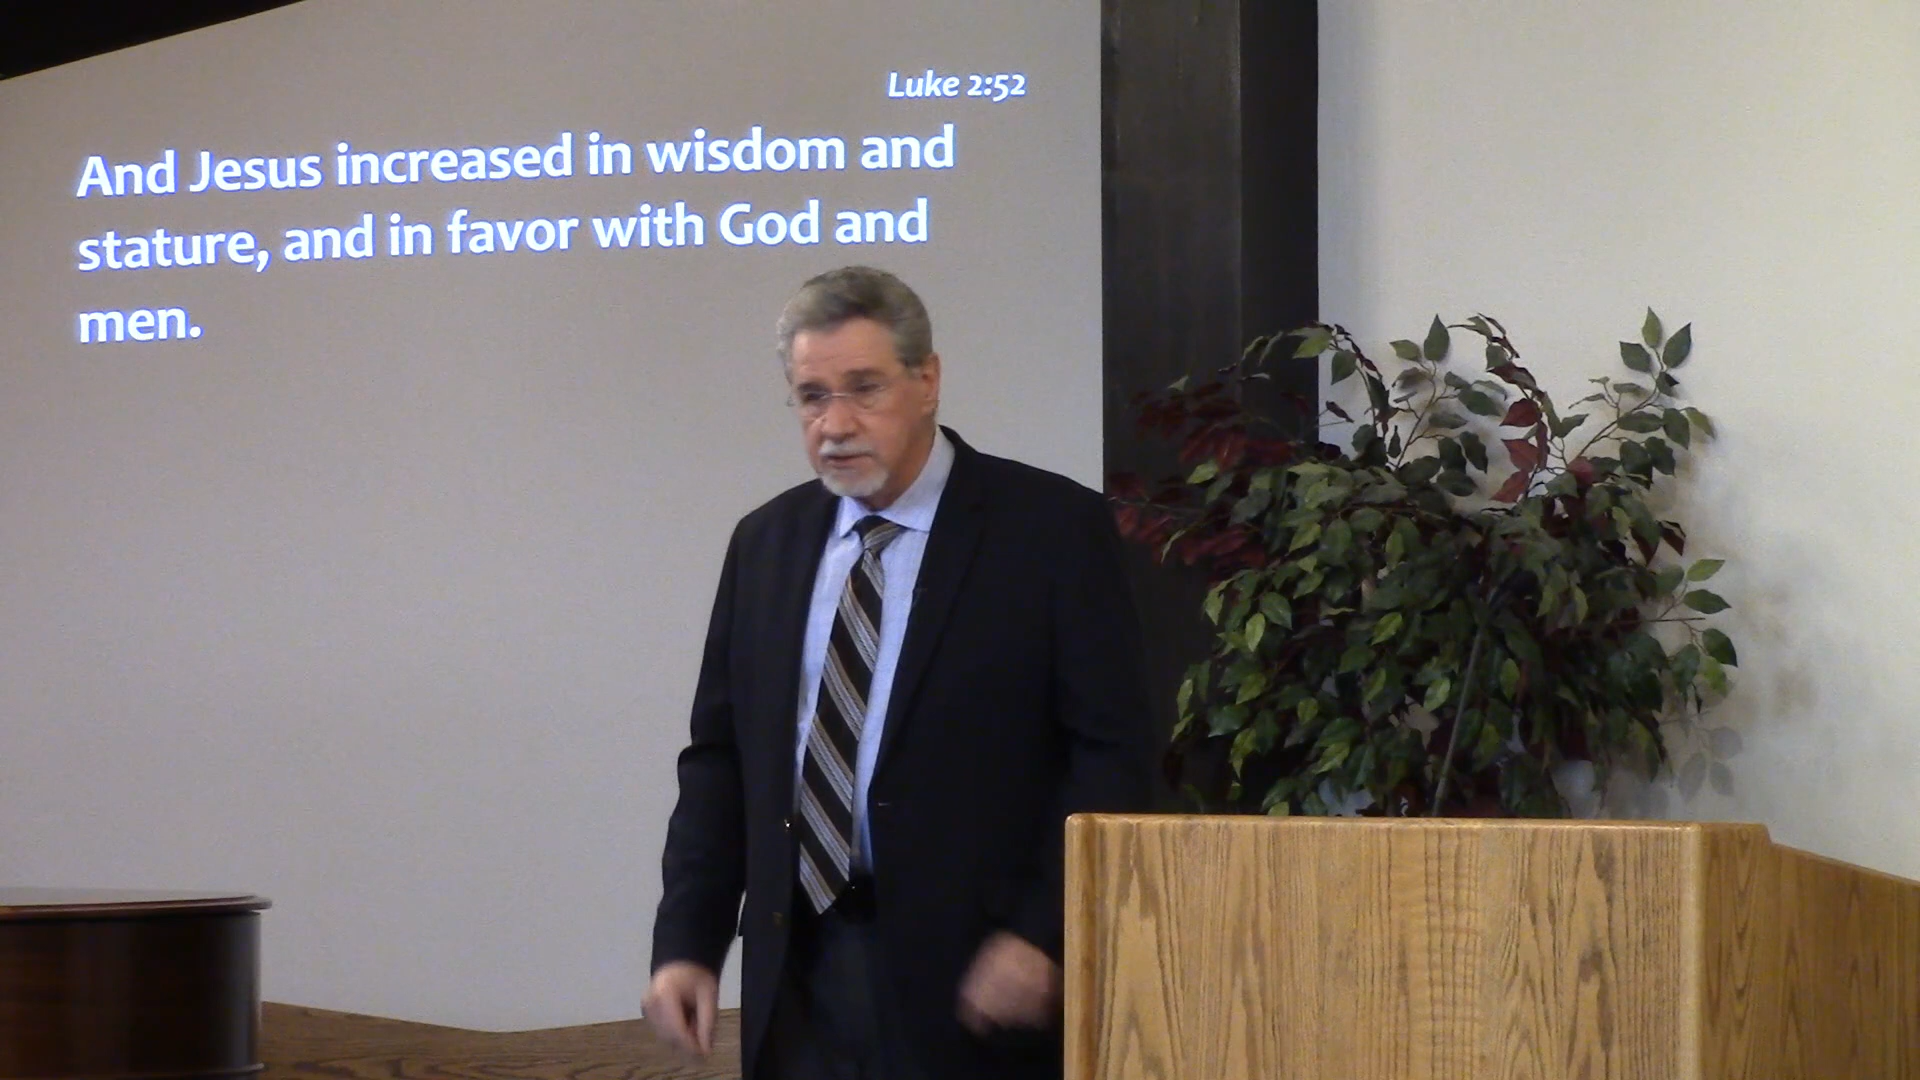 Luke 2:52
And Jesus increased in wisdom and
stature, and in favor with God and
men.